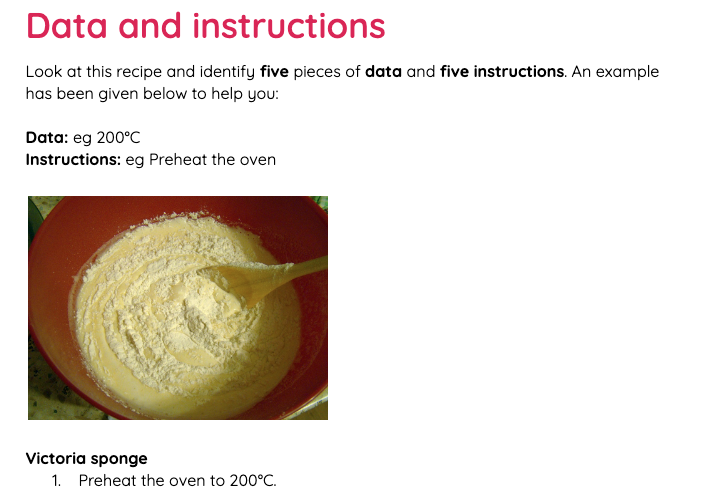 Data and instructions
Look at this recipe and identify five pieces of data and five instructions. An example
has been given below to help you:
Data: eg 200°C
Instructions: eg Preheat the oven
Victoria sponge
1. Preheat the oven to 200°C.